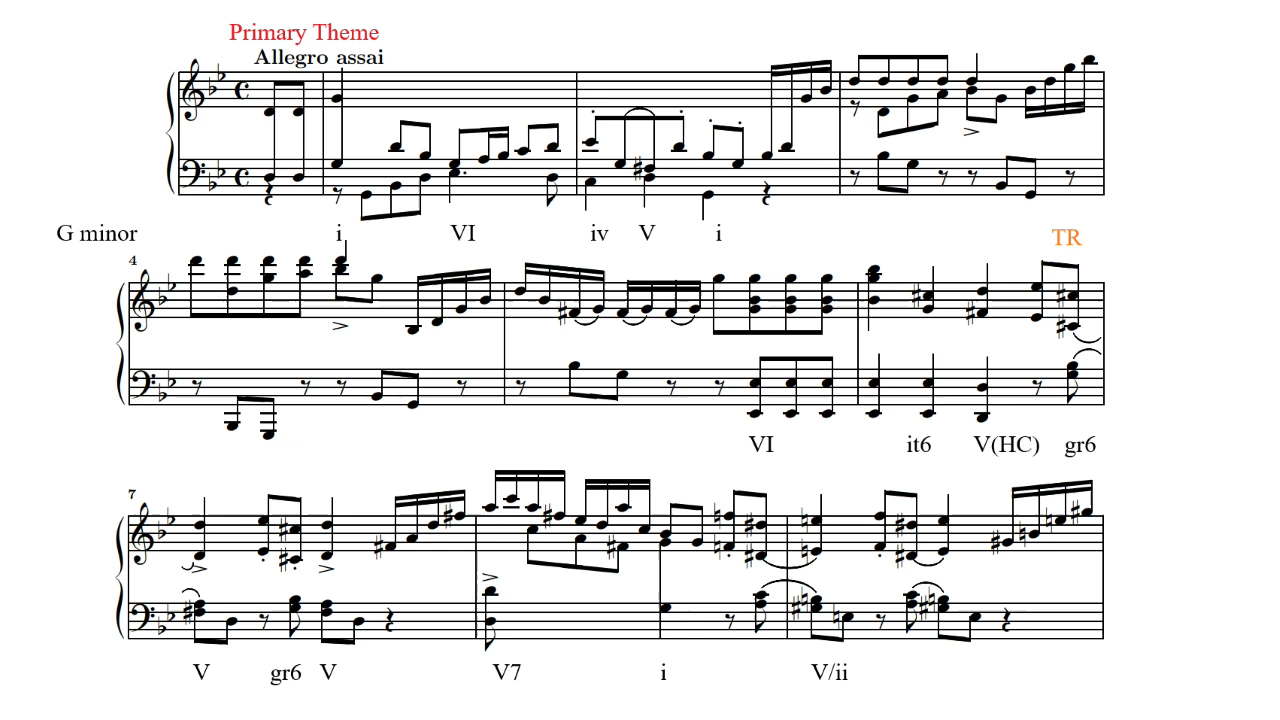 Primary Theme
Allegro assai
G minor i VI iv V i TR
4
VI it6 V(HC) gr6
7
V gr6 V V7 i V/ii